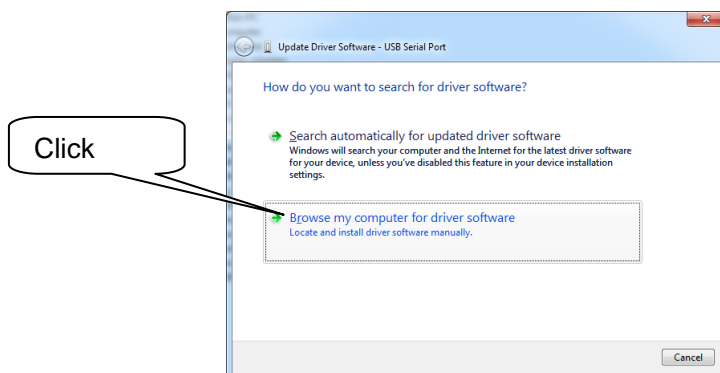 Update Driver Software - USB Serial Port
How do you want to search for driver software?
Click
Search automatically for updated driver software
Windows will search your computer and the Internet for the latest driver software
for your device, unless you've disabled this feature in your device installation
settings.
Browse my computer for driver software
Locate and install driver software manually.
Cancel